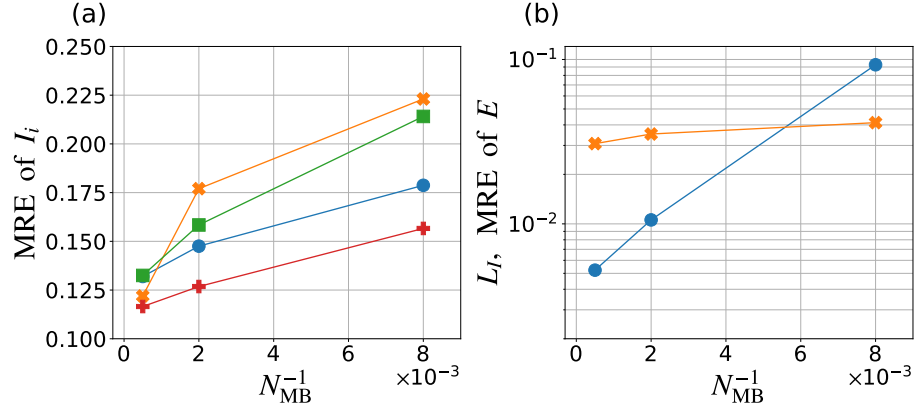 (a)
MRE of I_i
0.250
0.225
0.200
0.175
0.150
0.125
0.100
0 2 4 6 8
N_MB^-1
×10^-3
(b)
L_I, MRE of E
10^-1
10^-2
0 2 4 6 8
N_MB^-1
×10^-3